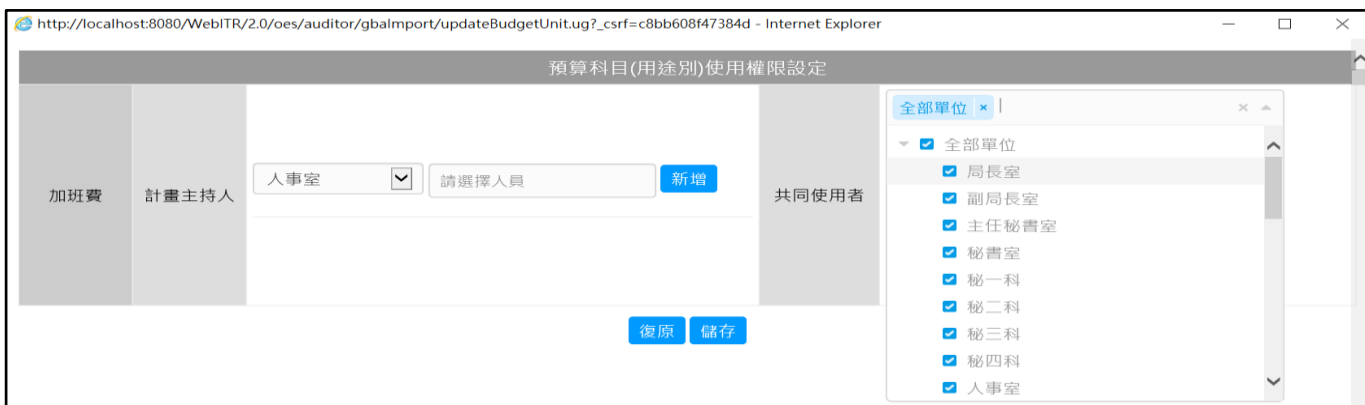 http://localhost:8080/WebITR/2.0/oes/auditor/gbaImport/updateBudgetUnit.ug?_csrf=c8bb608f47384d - Internet Explorer
預算科目(用途別)使用權限設定
加班費
計畫主持人
人事室
請選擇人員
新增
共同使用者
全部單位 ×
全部單位
局長室
副局長室
主任秘書室
秘書室
秘一科
秘二科
秘三科
秘四科
人事室
復原
儲存